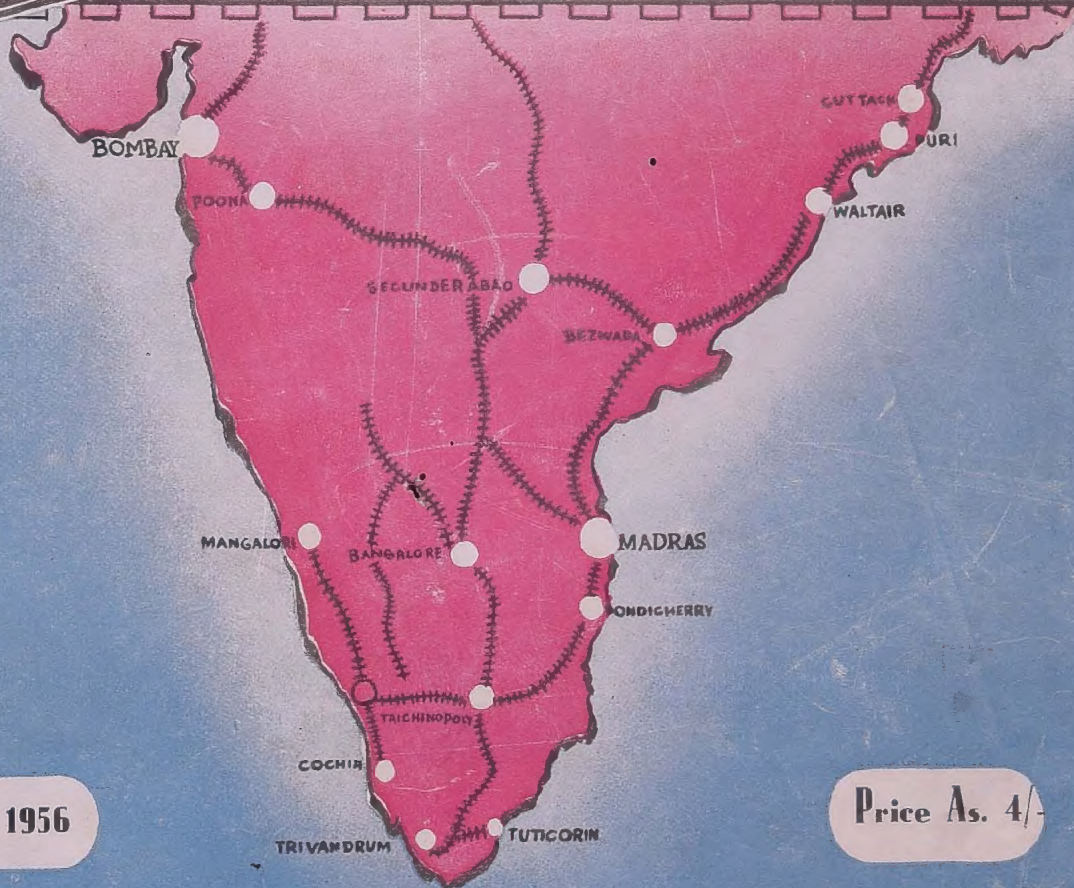 CUTTACK
PURI
BOMBAY
POONA
WALTAIR
SECUNDERABAD
BEZWADA
MANGALORE
BANGALORE
MADRAS
PONDICHERRY
TRICHINOPOLY
COCHIN
1956
Price As. 4/-
TRIVANDRUM
TUTICORIN